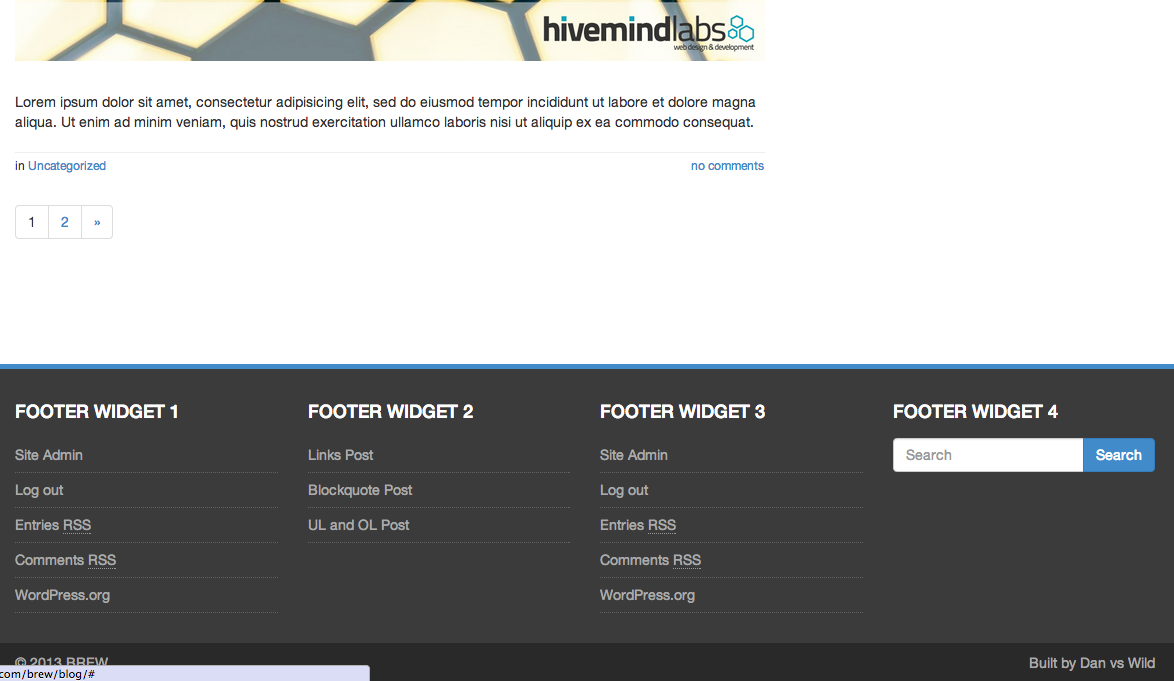 hivemindlabs
web design & development
Lorem ipsum dolor sit amet, consectetur adipisicing elit, sed do eiusmod tempor incididunt ut labore et dolore magna
aliqua. Ut enim ad minim veniam, quis nostrud exercitation ullamco laboris nisi ut aliquip ex ea commodo consequat.
in Uncategorized
no comments
1 2 »
FOOTER WIDGET 1
Site Admin
Log out
Entries RSS
Comments RSS
WordPress.org
FOOTER WIDGET 2
Links Post
Blockquote Post
UL and OL Post
FOOTER WIDGET 3
Site Admin
Log out
Entries RSS
Comments RSS
WordPress.org
FOOTER WIDGET 4
Search Search
© 2013 BREW
Built by Dan vs Wild
com/brew/blog/#